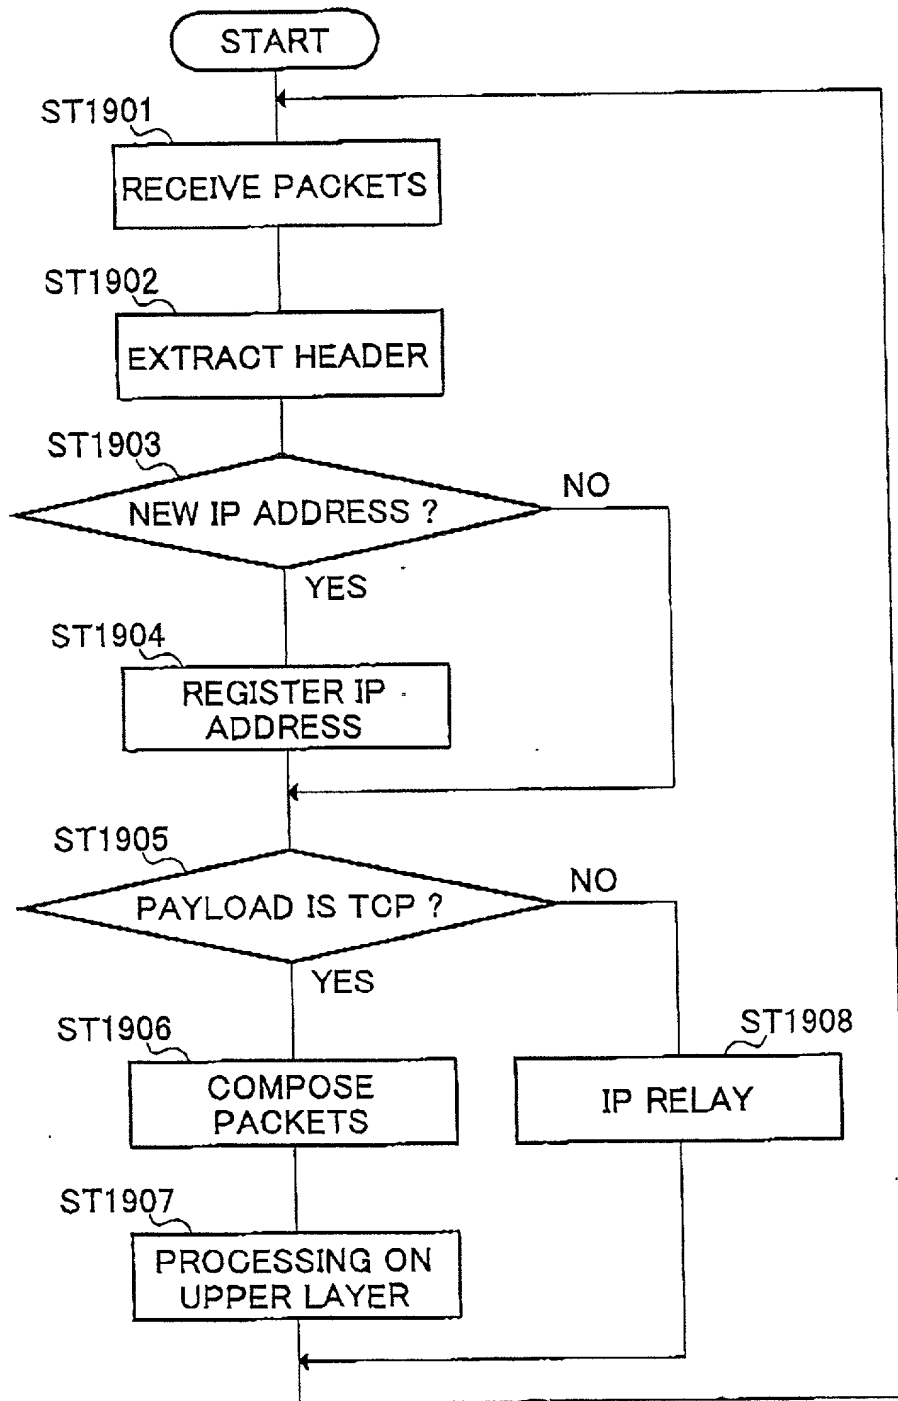 START
ST1901
RECEIVE PACKETS
ST1902
EXTRACT HEADER
ST1903
NEW IP ADDRESS ?
NO
YES
ST1904
REGISTER IP
ADDRESS
ST1905
PAYLOAD IS TCP ?
NO
YES
ST1906
COMPOSE
PACKETS
ST1908
IP RELAY
ST1907
PROCESSING ON
UPPER LAYER